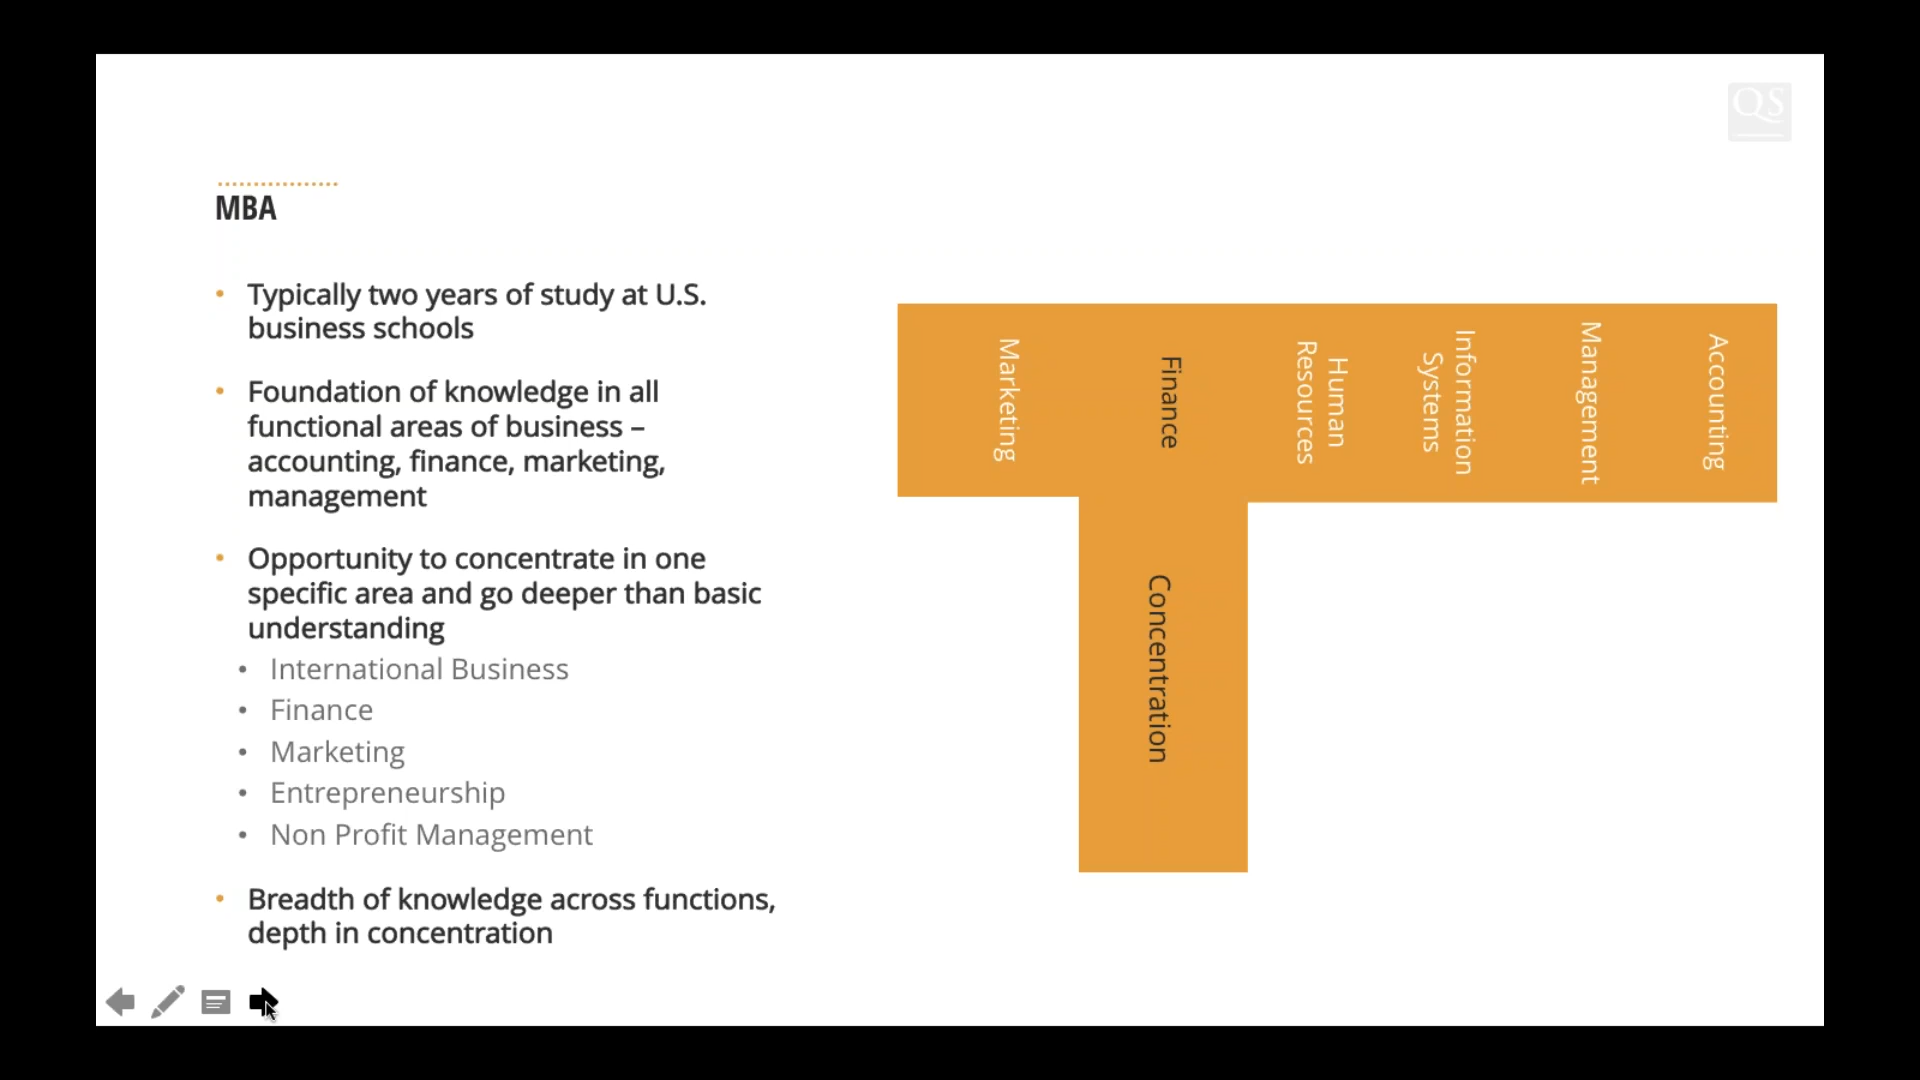 QS
MBA
• Typically two years of study at U.S.
business schools
• Foundation of knowledge in all
functional areas of business –
accounting, finance, marketing,
management
• Opportunity to concentrate in one
specific area and go deeper than basic
understanding
• International Business
• Finance
• Marketing
• Entrepreneurship
• Non Profit Management
• Breadth of knowledge across functions,
depth in concentration
Marketing
Finance
Human
Resources
Information
Systems
Management
Accounting
Concentration